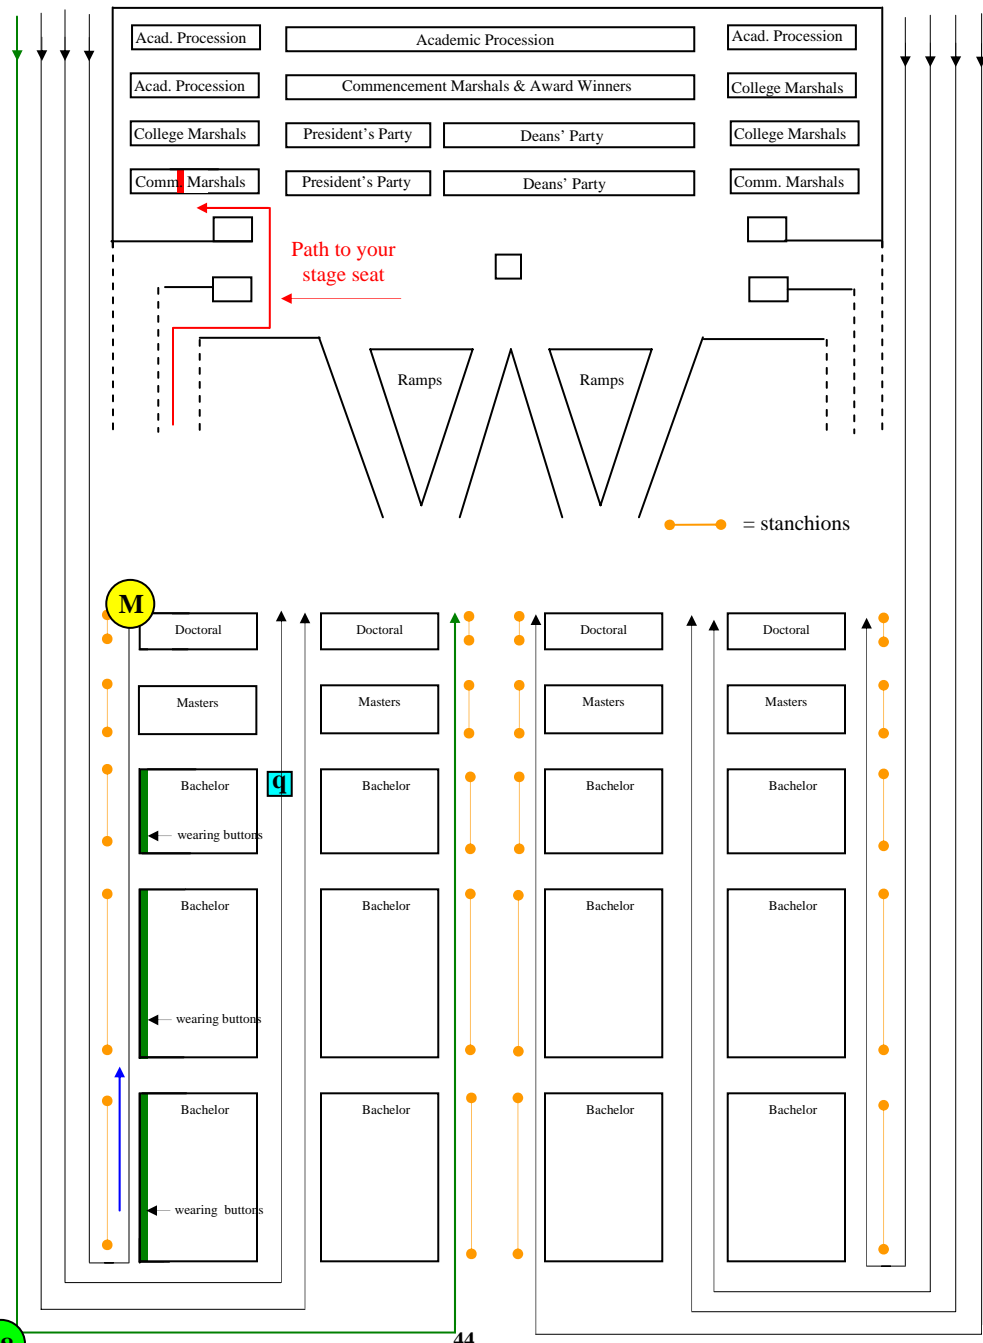 Acad. Procession
Academic Procession
Acad. Procession
Acad. Procession
Commencement Marshals & Award Winners
College Marshals
College Marshals
President's Party
Deans' Party
College Marshals
Comm. Marshals
President's Party
Deans' Party
Comm. Marshals
Path to your
stage seat
Ramps
Ramps
= stanchions
M
Doctoral
Doctoral
Doctoral
Doctoral
Masters
Masters
Masters
Masters
Bachelor
q
Bachelor
Bachelor
Bachelor
wearing buttons
Bachelor
Bachelor
Bachelor
Bachelor
wearing buttons
Bachelor
Bachelor
Bachelor
Bachelor
wearing buttons
44